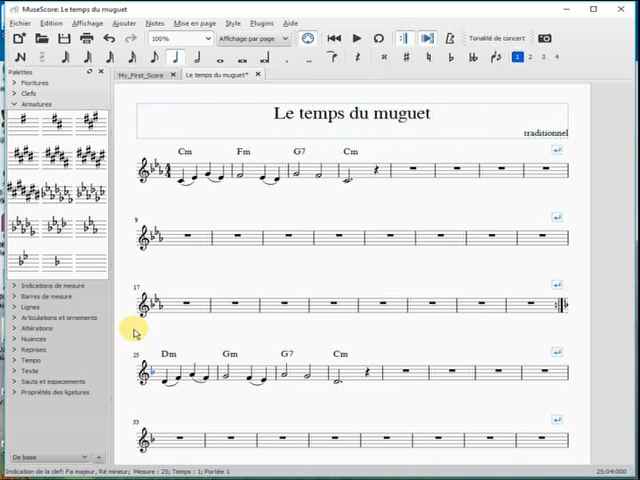 MuseScore: Le temps du muguet
Fichier Edition Affichage Ajouter Notes Mise en page Style Plugins Aide
100% Affichage par page Tonalité de concert
1 2 3 4
Palettes
My_First_Score Le temps du muguet*
Fioritures
Clefs
Armatures
Le temps du muguet
traditionnel
Cm Fm G7 Cm
9
17
25
Dm Gm G7 Cm
33
Indications de mesure
Barres de mesure
Lignes
Articulations et ornements
Altérations
Nuances
Reprises
Tempo
Texte
Sauts et espacements
Propriétés des ligatures
De base
Indication de la clef: Fa majeur, Ré mineur; Mesure : 25; Temps : 1; Portée 1
25:04:000